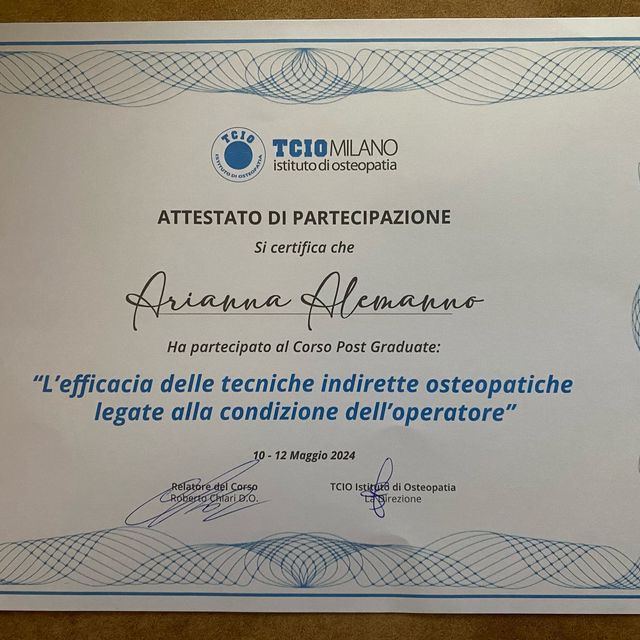 TCIO
ISTITUTO DI OSTEOPATIA
TCIO MILANO
istituto di osteopatia
ATTESTATO DI PARTECIPAZIONE
Si certifica che
Arianna Alemanno
Ha partecipato al Corso Post Graduate:
“L’efficacia delle tecniche indirette osteopatiche
legate alla condizione dell’operatore”
10 - 12 Maggio 2024
Relatore del Corso
Roberto Chiari D.O.
TCIO Istituto di Osteopatia
La Direzione